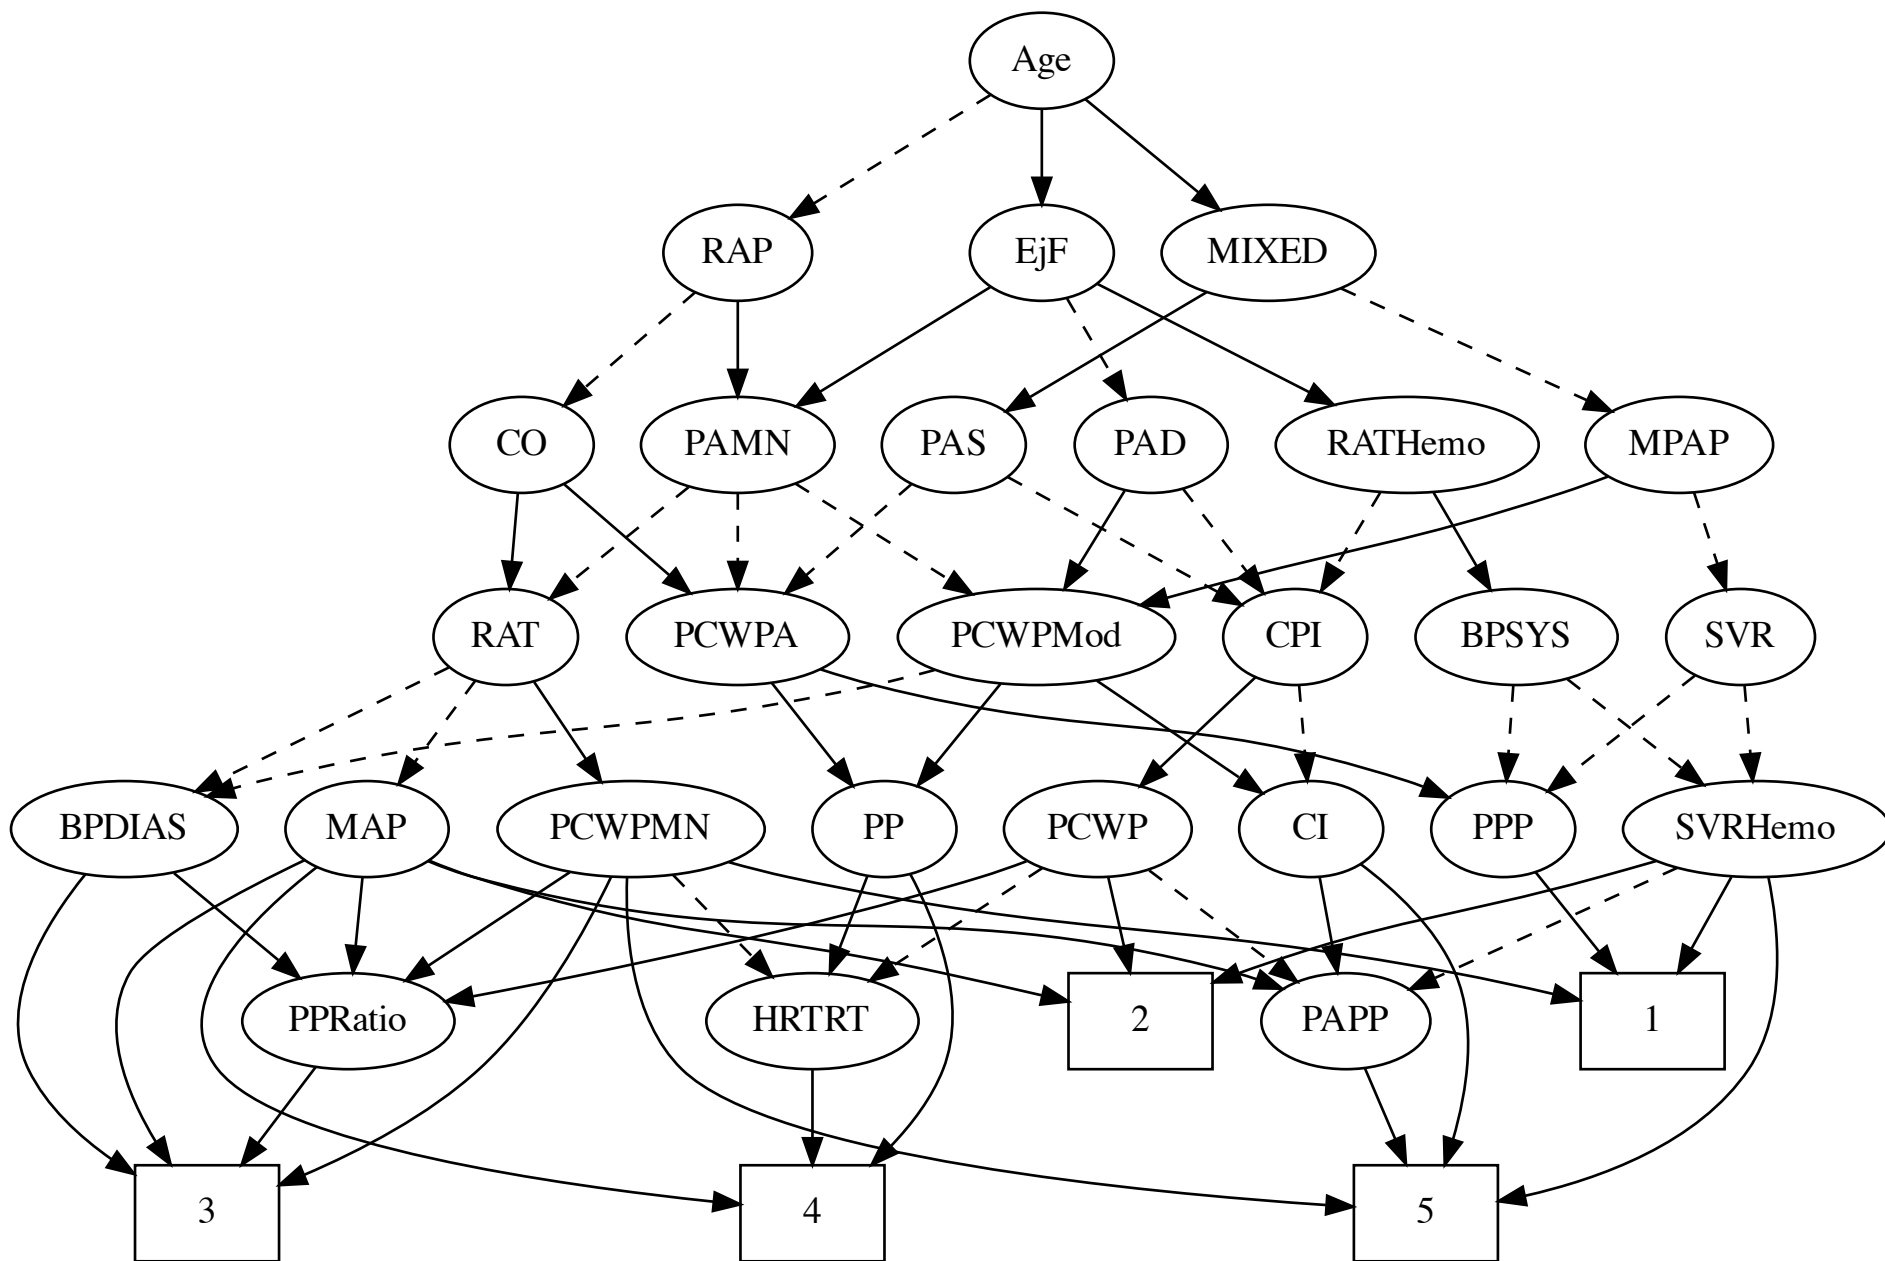 Age
RAP
EjF
MIXED
CO
PAMN
PAS
PAD
RATHemo
MPAP
RAT
PCWPA
PCWPMod
CPI
BPSYS
SVR
BPDIAS
MAP
PCWPMN
PP
PCWP
CI
PPP
SVRHemo
PPRatio
HRTRT
2
PAPP
1
3
4
5